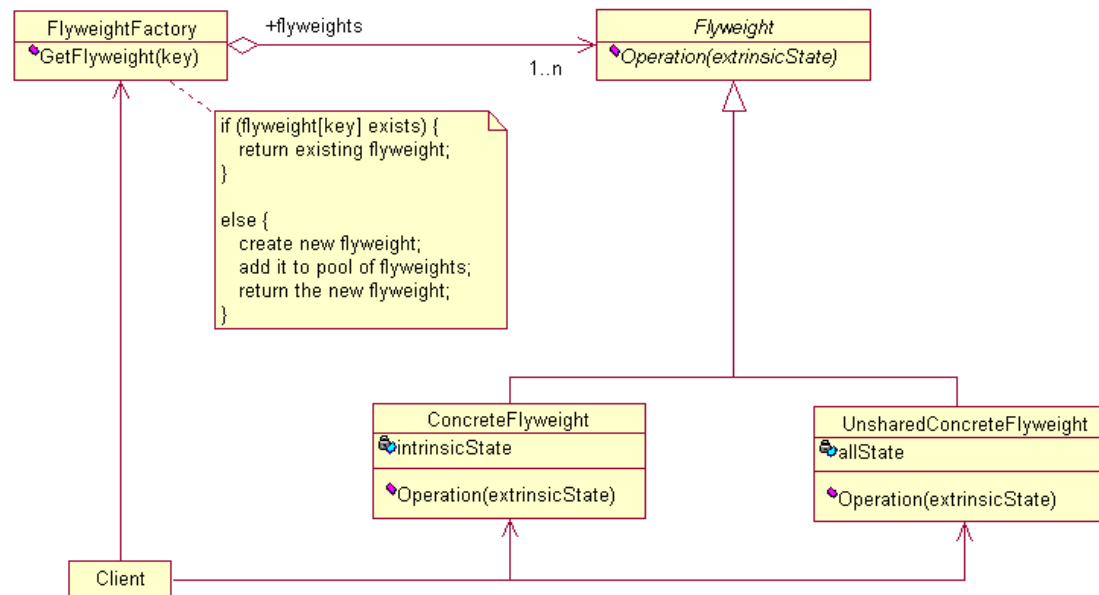 FlyweightFactory
GetFlyweight(key)
+flyweights
1..n
Flyweight
Operation(extrinsicState)
if (flyweight[key] exists) {
return existing flyweight;
}
else {
create new flyweight;
add it to pool of flyweights;
return the new flyweight;
}
ConcreteFlyweight
intrinsicState
Operation(extrinsicState)
UnsharedConcreteFlyweight
allState
Operation(extrinsicState)
Client